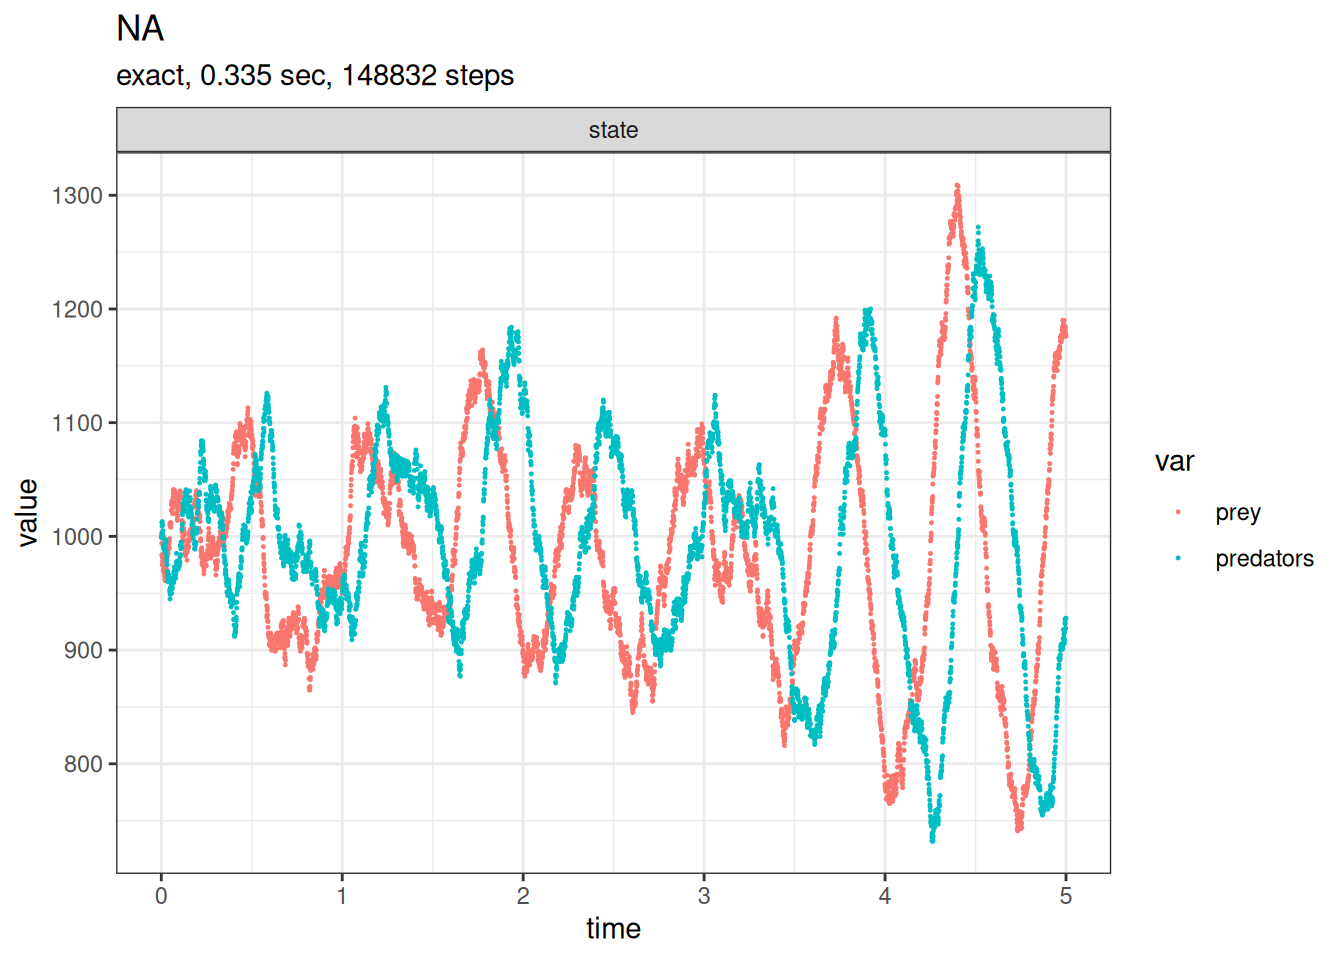 NA
exact, 0.335 sec, 148832 steps
state
1300
1200
1100
1000
900
800
value
0 1 2 3 4 5
time
var
prey
predators